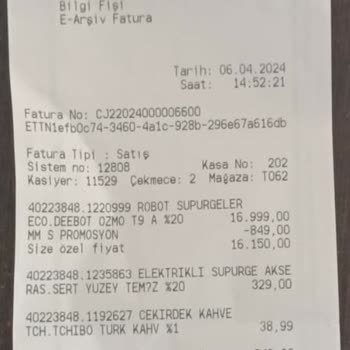 Bilgi Fişi
E-Arşiv Fatura
Tarih: 06.04.2024
Saat: 14:52:21
Fatura No: CJ22024000006600
ETTN1efb0c74-3460-4a1c-928b-296e67a616db
Fatura Tipi : Satış
Sistem no: 12808 Kasa No: 202
Kasiyer: 11529 Çekmece: 2 Mağaza: T062
40223848.1220999 ROBOT SUPURGELER
ECO.DEEBOT OZMO T9 A %20 16.999,00
MM S PROMOSYON -849,00
Size özel fiyat 16.150,00
40223848.1235863 ELEKTRIKLI SUPURGE AKSE
RAS.SERT YUZEY TEM?Z %20 329,00
40223848.1192627 CEKIRDEK KAHVE
TCH.TCHIBO TURK KAHV %1 38,99